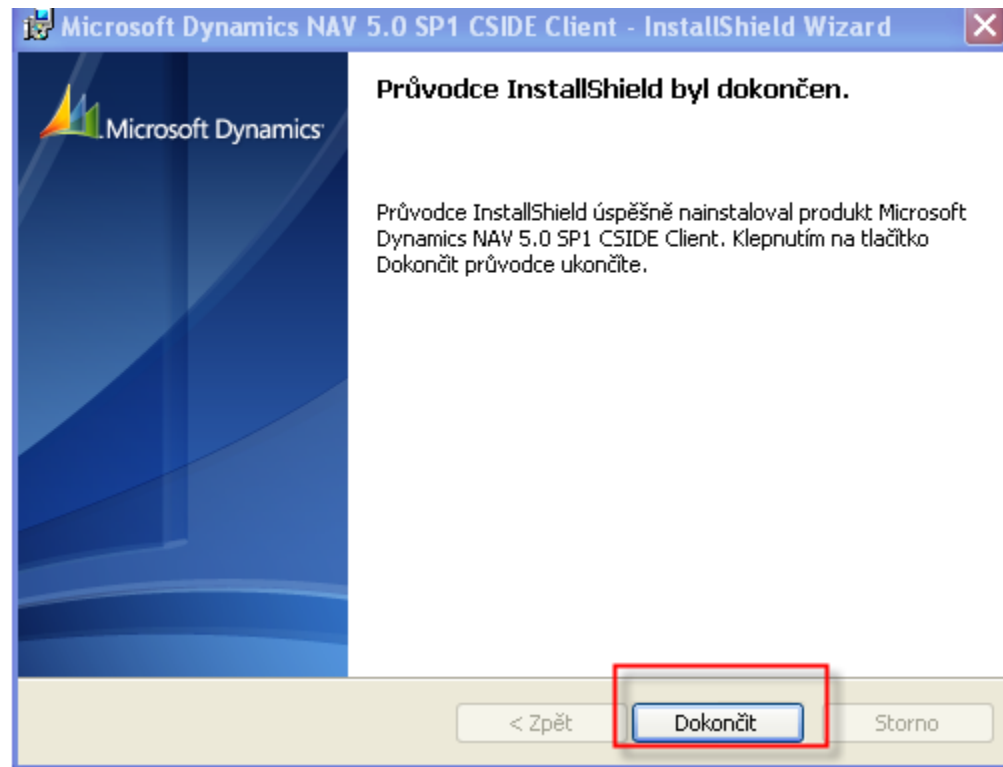 Microsoft Dynamics NAV 5.0 SP1 CSIDE Client - InstallShield Wizard
Microsoft Dynamics
Průvodce InstallShield byl dokončen.
Průvodce InstallShield úspěšně nainstaloval produkt Microsoft
Dynamics NAV 5.0 SP1 CSIDE Client. Klepnutím na tlačítko
Dokončit průvodce ukončíte.
< Zpět
Dokončit
Storno